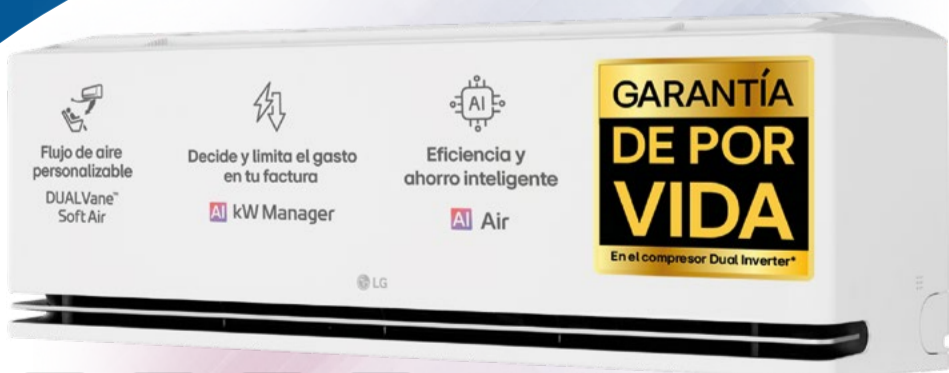 Flujo de aire
personalizable
DUALVane™
Soft Air
Decide y limita el gasto
en tu factura
AI kW Manager
AI
Eficiencia y
ahorro inteligente
AI Air
GARANTÍA
DE POR
VIDA
En el compresor Dual Inverter*
LG